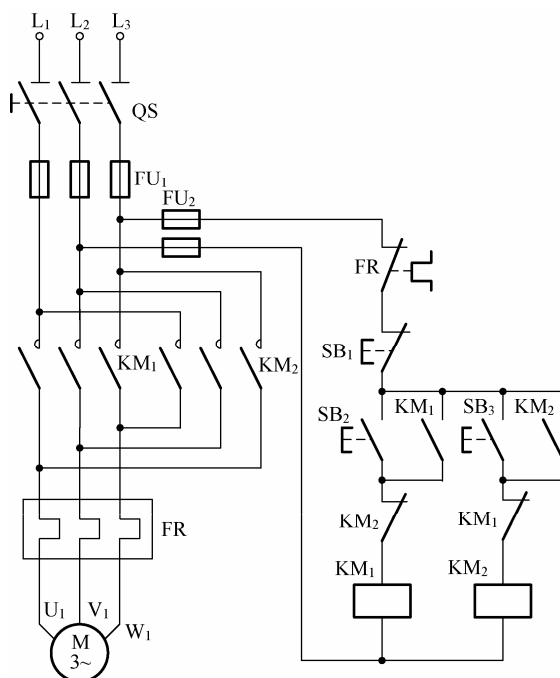 L₁ L₂ L₃
QS
FU₁
FU₂
FR
SB₁
KM₁
KM₂
SB₂
KM₁
SB₃
KM₂
KM₂
KM₁
KM₁
KM₂
FR
U₁
V₁
W₁
M
3~